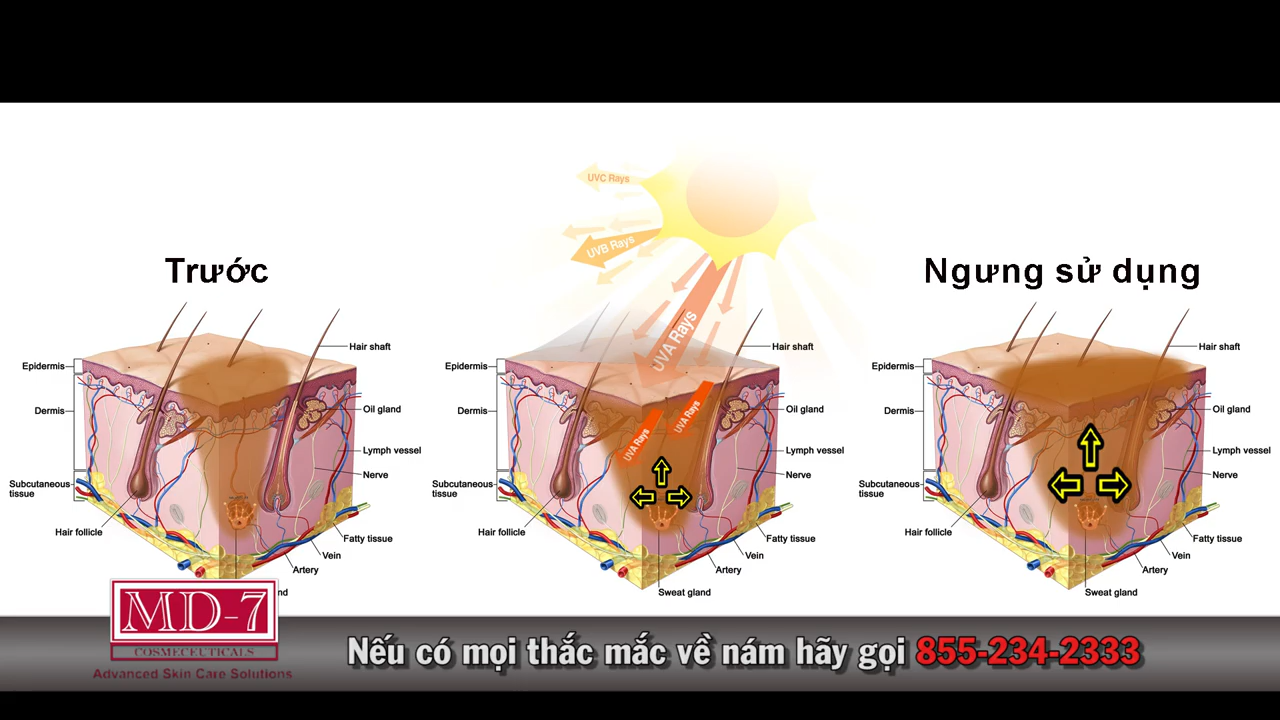 UVC Rays
UVB Rays
UVA Rays
Trước
Ngưng sử dụng
Hair shaft
Epidermis
Dermis
Oil gland
Lymph vessel
Nerve
Subcutaneous
tissue
Hair follicle
Fatty tissue
Vein
Artery
nd
Hair shaft
Epidermis
UVA Rays
UVA Rays
Dermis
Oil gland
Lymph vessel
Nerve
Subcutaneous
tissue
Hair follicle
Fatty tissue
Vein
Artery
Sweat gland
Hair shaft
Epidermis
Dermis
Oil gland
Lymph vessel
Nerve
Subcutaneous
tissue
Hair follicle
Fatty tissue
Vein
Artery
Sweat gland
MD-7
COSMECEUTICALS
Advanced Skin Care Solutions
Nếu có mọi thắc mắc về nám hãy gọi 855-234-2333